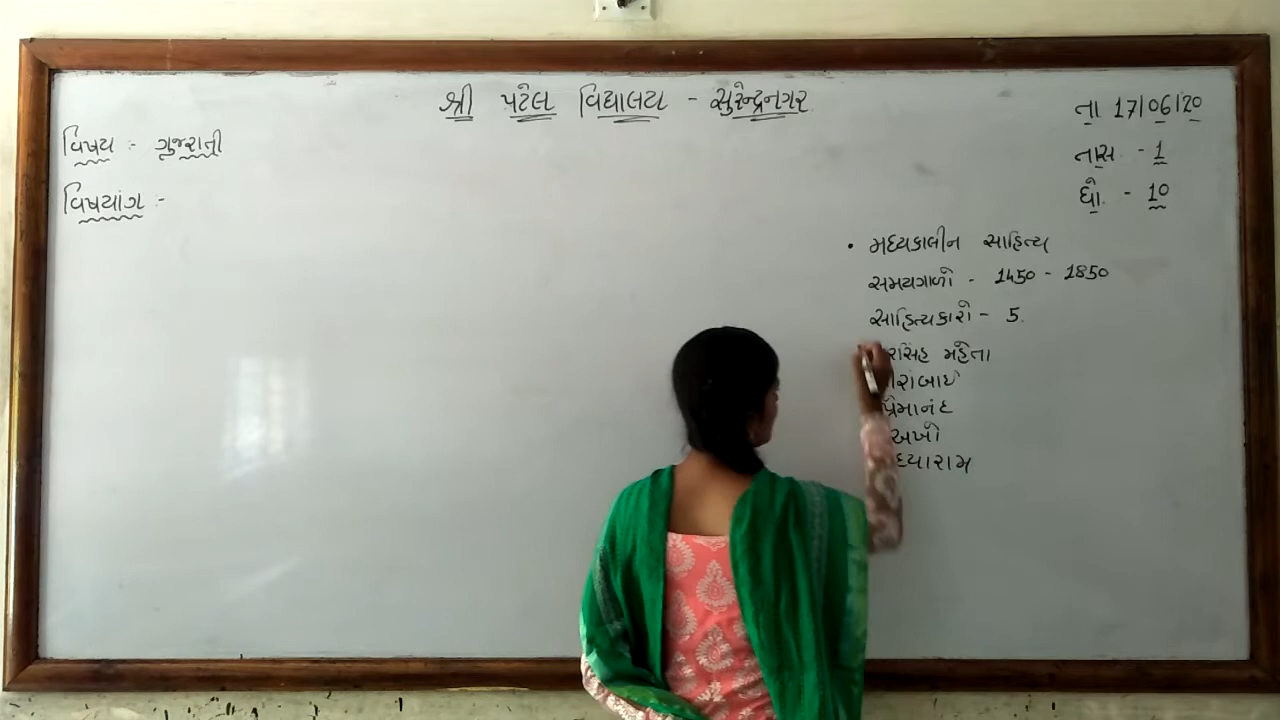 શ્રી પટેલ વિદ્યાલય - સુરેન્દ્રનગર
વિષય :- ગુજરાતી
વિષયાંગ :-
તા 17/06/20
તાસ - 1
ધો. - 10
• મધ્યકાલીન સાહિત્ય
સમયગાળો - 1450 - 1850
સાહિત્યકારો - 5
મહેતા
પ્રેમાનંદ
અખો